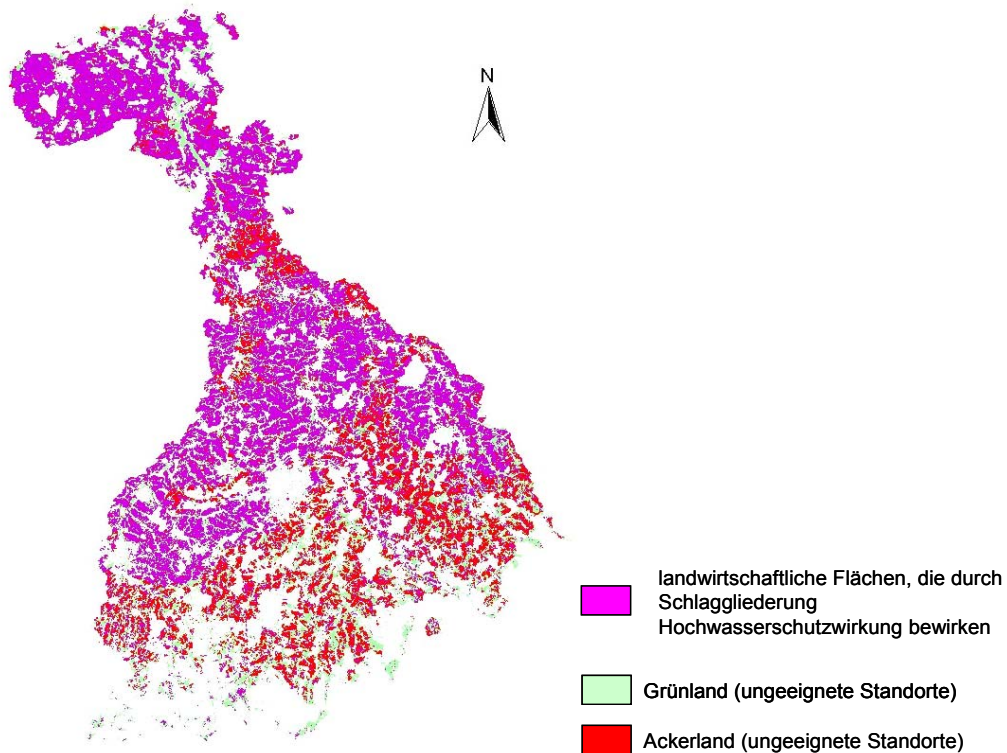 N
landwirtschaftliche Flächen, die durch
Schlaggliederung
Hochwasserschutzwirkung bewirken
Grünland (ungeeignete Standorte)
Ackerland (ungeeignete Standorte)